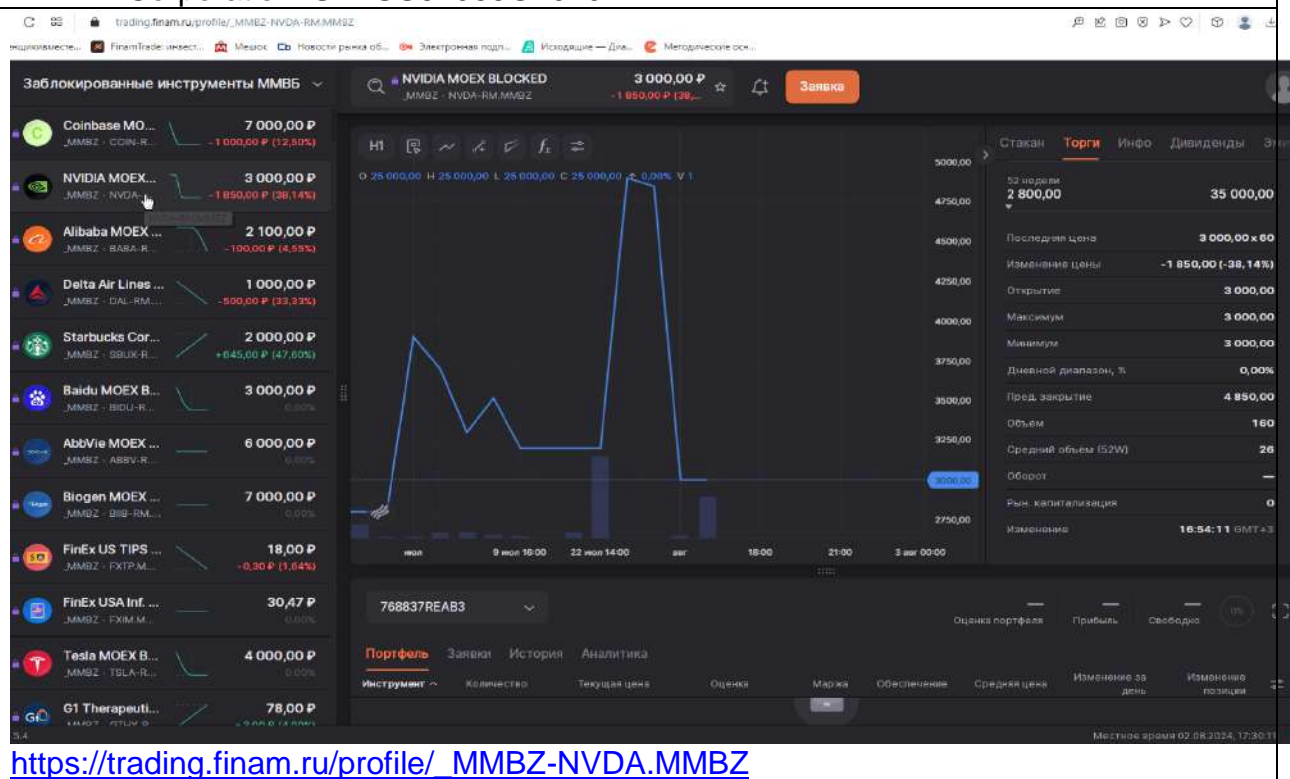 trading.finam.ru/profile/_MMBZ-NVDA-RM.MMBZ
FinamTrade: инвест... Мешок Новости рынка об... Электронная подп... Исходящие — Диа... Методические осн...
Заблокированные инструменты ММВБ
NVIDIA MOEX BLOCKED 3 000,00 ₽
_MMBZ - NVDA-RM.MMBZ -1 850,00 ₽ (38,...
Заявка
Coinbase MO... 7 000,00 ₽
_MMBZ - COIN-R... -1 000,00 ₽ (12,50%)
NVIDIA MOEX... 3 000,00 ₽
_MMBZ - NVDA- -1 850,00 ₽ (38,14%)
Alibaba MOEX ... 2 100,00 ₽
_MMBZ - BABA-R... -100,00 ₽ (4,55%)
Delta Air Lines ... 1 000,00 ₽
_MMBZ - DAL-RM.... -500,00 ₽ (33,33%)
Starbucks Cor... 2 000,00 ₽
_MMBZ - SBUX-R... +645,00 ₽ (47,60%)
Baidu MOEX B... 3 000,00 ₽
_MMBZ - BIDU-R... 0,00%
AbbVie MOEX ... 6 000,00 ₽
_MMBZ - ABBV-R... 0,00%
Biogen MOEX ... 7 000,00 ₽
_MMBZ - BIIB-RM.... 0,00%
FinEx US TIPS ... 18,00 ₽
_MMBZ - FXTP.M... -0,30 ₽ (1,64%)
FinEx USA Inf. ... 30,47 ₽
_MMBZ - FXIM.M... 0,00%
Tesla MOEX B... 4 000,00 ₽
_MMBZ - TSLA-R... 0,00%
G1 Therapeuti... 78,00 ₽
H1
O 25 000,00 H 25 000,00 L 25 000,00 C 25 000,00 0,00% V 1
5000,00
4750,00
4500,00
4250,00
4000,00
3750,00
3500,00
3250,00
3000,00
2750,00
июл 9 июл 16:00 22 июл 14:00 авг 18:00 21:00 3 авг 00:00
Стакан Торги Инфо Дивиденды
52 недели
2 800,00 35 000,00
Последняя цена 3 000,00 x 60
Изменение цены -1 850,00 (-38,14%)
Открытие 3 000,00
Максимум 3 000,00
Минимум 3 000,00
Дневной диапазон, % 0,00%
Пред. закрытие 4 850,00
Объём 160
Средний объём (52W) 26
Оборот —
Рын. капитализация 0
Изменение 16:54:11 GMT+3
768837REAB3
— — — 0%
Оценка портфеля Прибыль Свободно
Портфель Заявки История Аналитика
Инструмент Количество Текущая цена Оценка Маржа Обеспечение Средняя цена Изменение за день Изменение позиции
5.4 Местное время 02.08.2024, 17:30:11
https://trading.finam.ru/profile/_MMBZ-NVDA.MMBZ